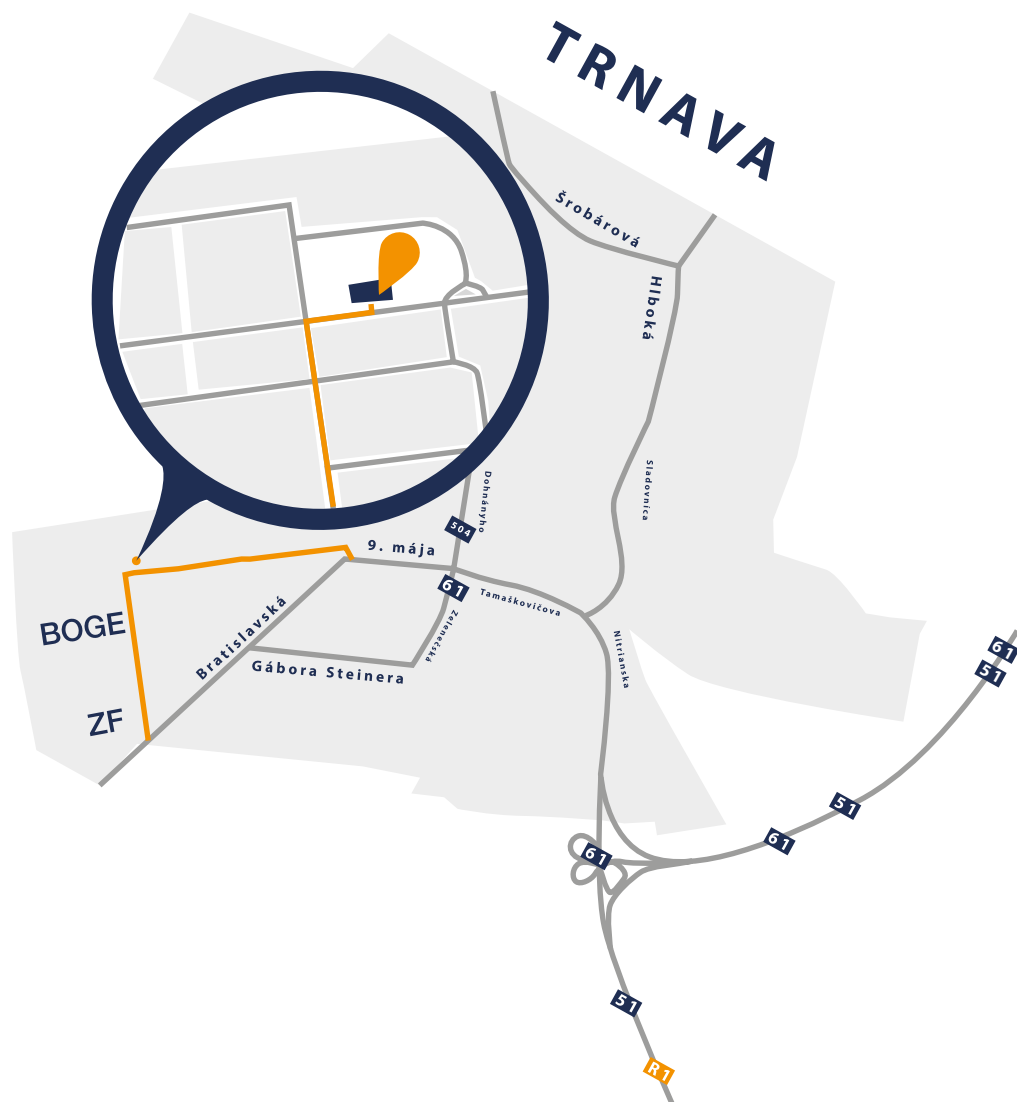 TRNAVA
Šrobárová
Hlboká
Sladovnica
Dohnányho
504
9. mája
61
Tamaškovičova
Zelenečská
Bratislavská
Gábora Steinera
Nitrianska
BOGE
ZF
61
51
51
61
61
51
R1